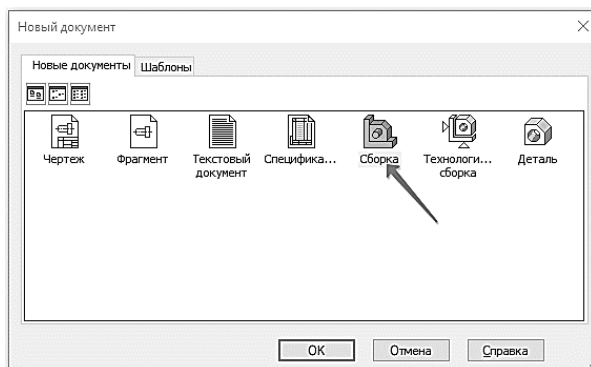 Новый документ
Новые документы Шаблоны
Чертеж Фрагмент Текстовый документ Специфика... Сборка Технологи... сборка Деталь
OK Отмена Справка